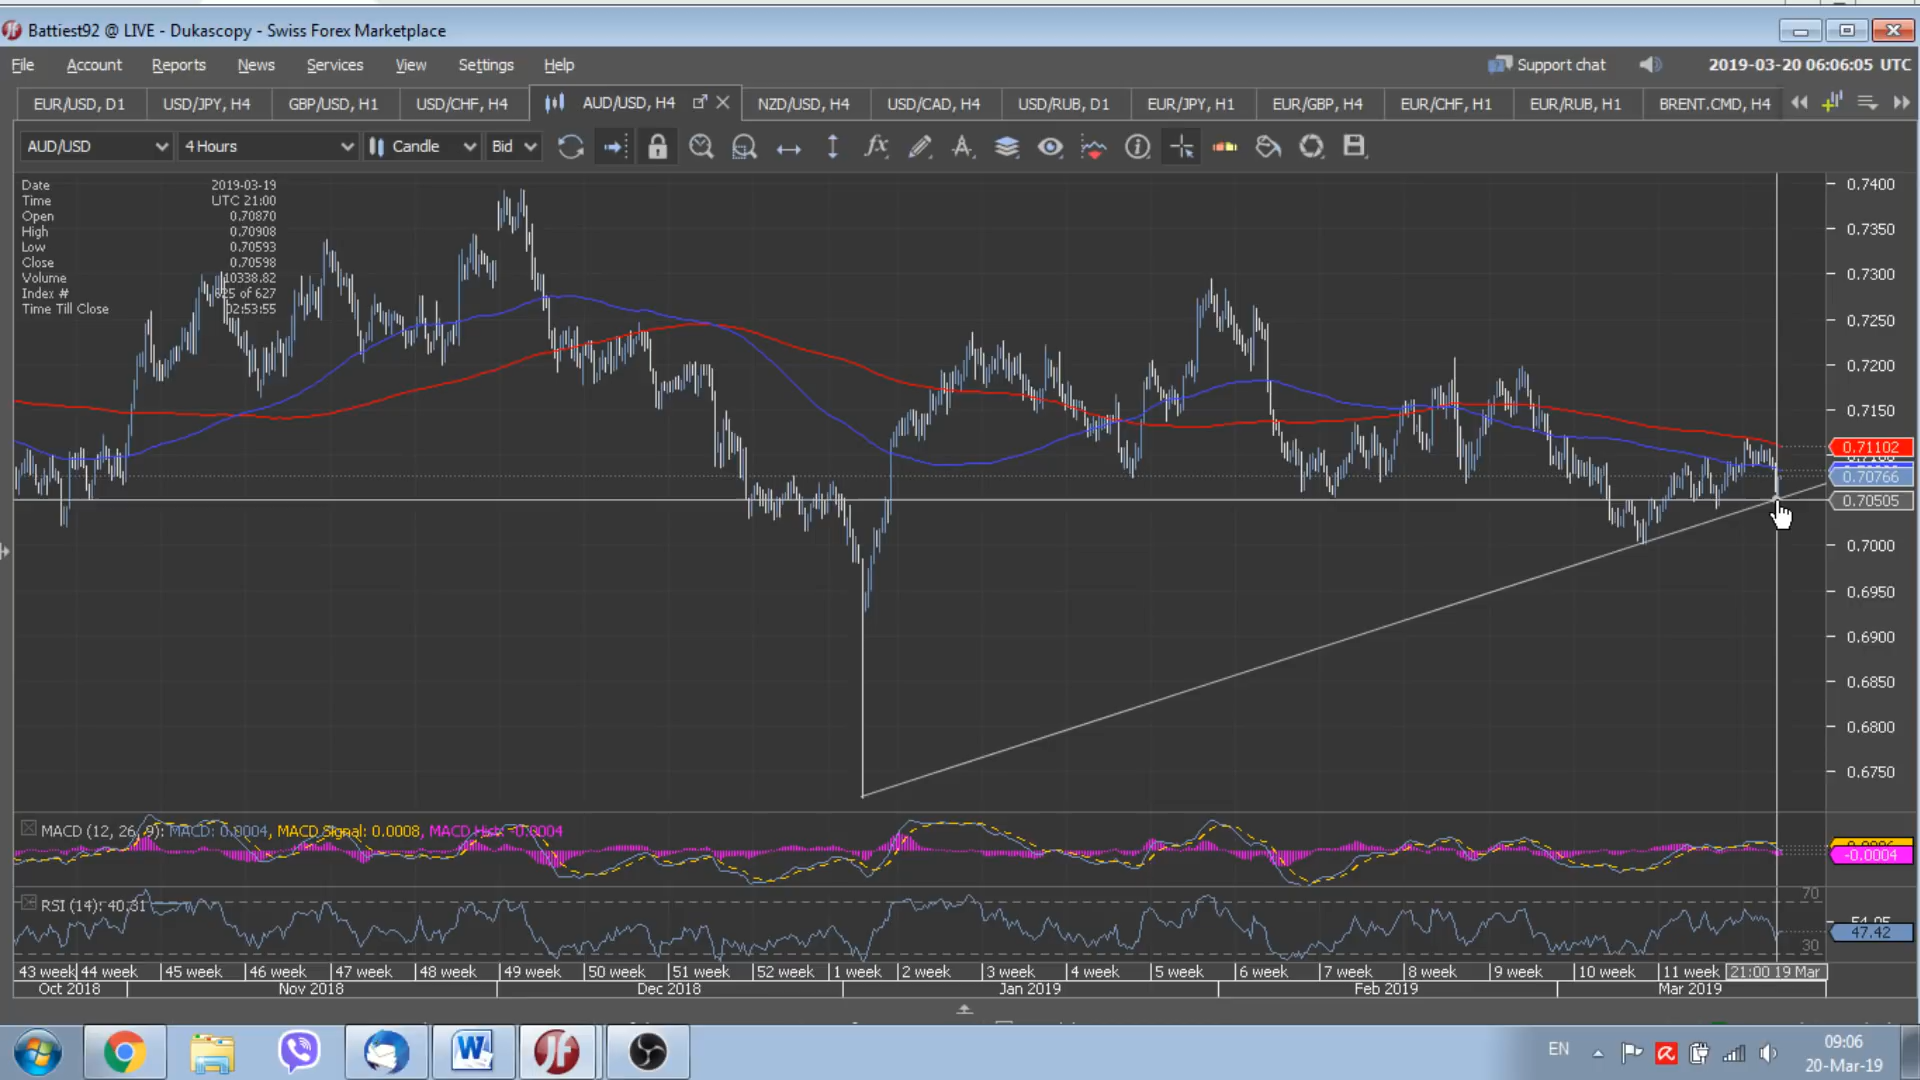 Battiest92 @ LIVE - Dukascopy - Swiss Forex Marketplace
File Account Reports News Services View Settings Help Support chat 2019-03-20 06:06:05 UTC
EUR/USD, D1 USD/JPY, H4 GBP/USD, H1 USD/CHF, H4 AUD/USD, H4 NZD/USD, H4 USD/CAD, H4 USD/RUB, D1 EUR/JPY, H1 EUR/GBP, H4 EUR/CHF, H1 EUR/RUB, H1 BRENT.CMD, H4
AUD/USD 4 Hours Candle Bid
Date 2019-03-19
Time UTC 21:00
Open 0.70870
High 0.70908
Low 0.70593
Close 0.70598
Volume 10338.82
Index # 625 of 627
Time Till Close 02:53:55
0.7400
0.7350
0.7300
0.7250
0.7200
0.7150
0.71102
0.70766
0.70505
0.7000
0.6950
0.6900
0.6850
0.6800
0.6750
MACD (12, 26, 9): MACD: 0.0004, MACD Signal: 0.0008, MACD Hist: -0.0004
-0.0004
RSI (14): 40.31
70
47.42
30
43 week 44 week 45 week 46 week 47 week 48 week 49 week 50 week 51 week 52 week 1 week 2 week 3 week 4 week 5 week 6 week 7 week 8 week 9 week 10 week 11 week 21:00 19 Mar
Oct 2018 Nov 2018 Dec 2018 Jan 2019 Feb 2019 Mar 2019
EN
09:06
20-Mar-19